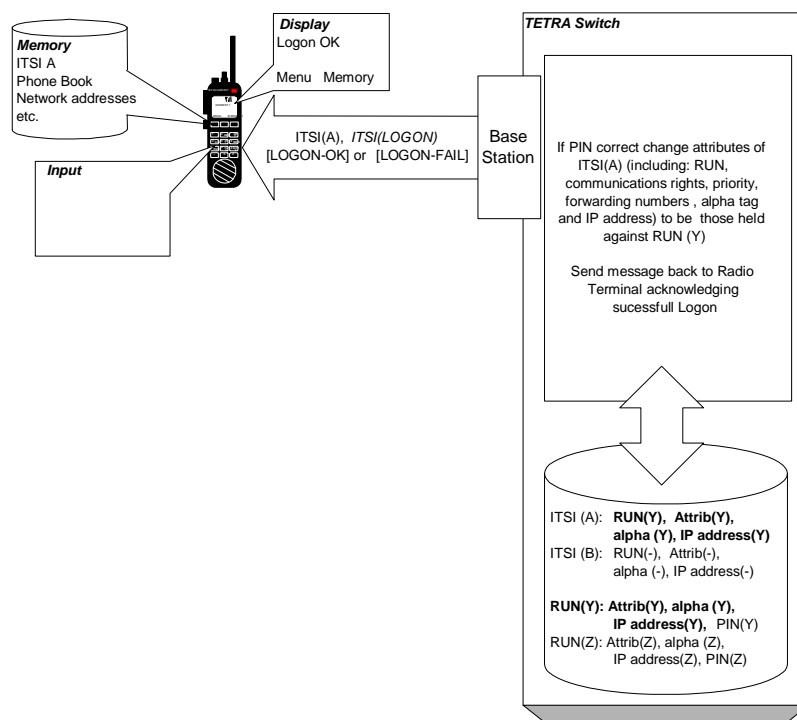 Memory
ITSI A
Phone Book
Network addresses
etc.
Display
Logon OK
Menu Memory
Input
ITSI(A), ITSI(LOGON)
[LOGON-OK] or [LOGON-FAIL]
Base
Station
TETRA Switch
If PIN correct change attributes of
ITSI(A) (including: RUN,
communications rights, priority,
forwarding numbers , alpha tag
and IP address) to be those held
against RUN (Y)
Send message back to Radio
Terminal acknowledging
sucessfull Logon
ITSI (A): RUN(Y), Attrib(Y),
alpha (Y), IP address(Y)
ITSI (B): RUN(-), Attrib(-),
alpha (-), IP address(-)
RUN(Y): Attrib(Y), alpha (Y),
IP address(Y), PIN(Y)
RUN(Z): Attrib(Z), alpha (Z),
IP address(Z), PIN(Z)